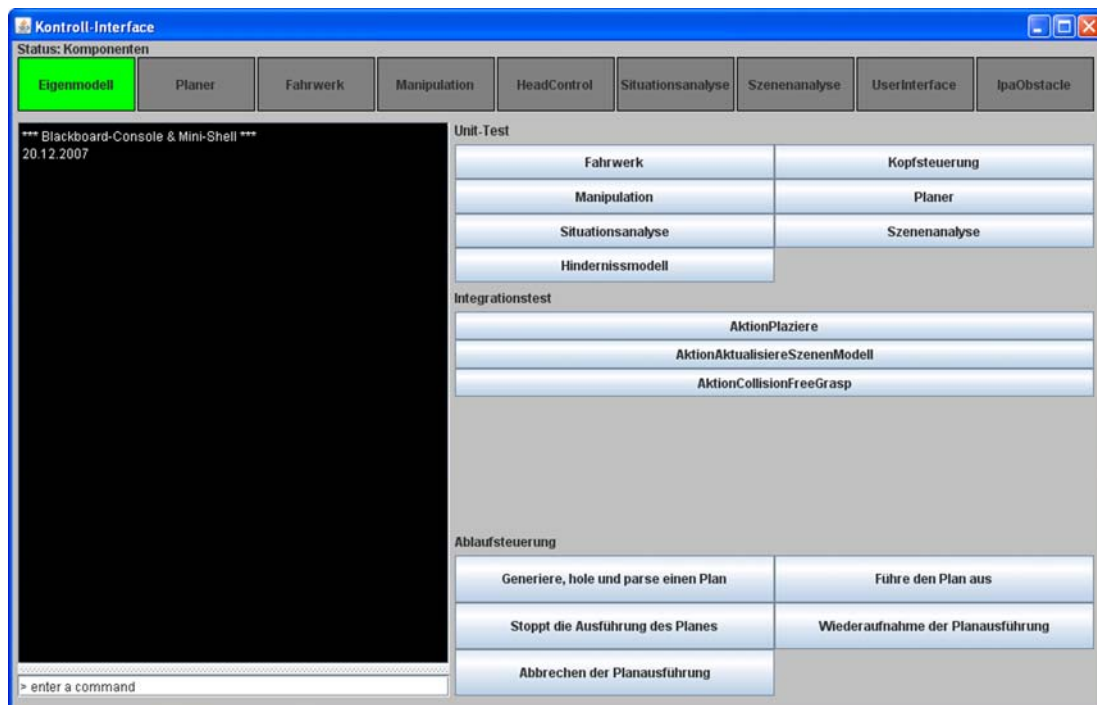 Kontroll-Interface
Status: Komponenten
Eigenmodell Planer Fahrwerk Manipulation HeadControl Situationsanalyse Szenenanalyse UserInterface IpaObstacle
*** Blackboard-Console & Mini-Shell ***
20.12.2007
> enter a command
Unit-Test
Fahrwerk Kopfsteuerung
Manipulation Planer
Situationsanalyse Szenenanalyse
Hindernissmodell
Integrationstest
AktionPlaziere
AktionAktualisiereSzenenModell
AktionCollisionFreeGrasp
Ablaufsteuerung
Generiere, hole und parse einen Plan Führe den Plan aus
Stoppt die Ausführung des Planes Wiederaufnahme der Planausführung
Abbrechen der Planausführung